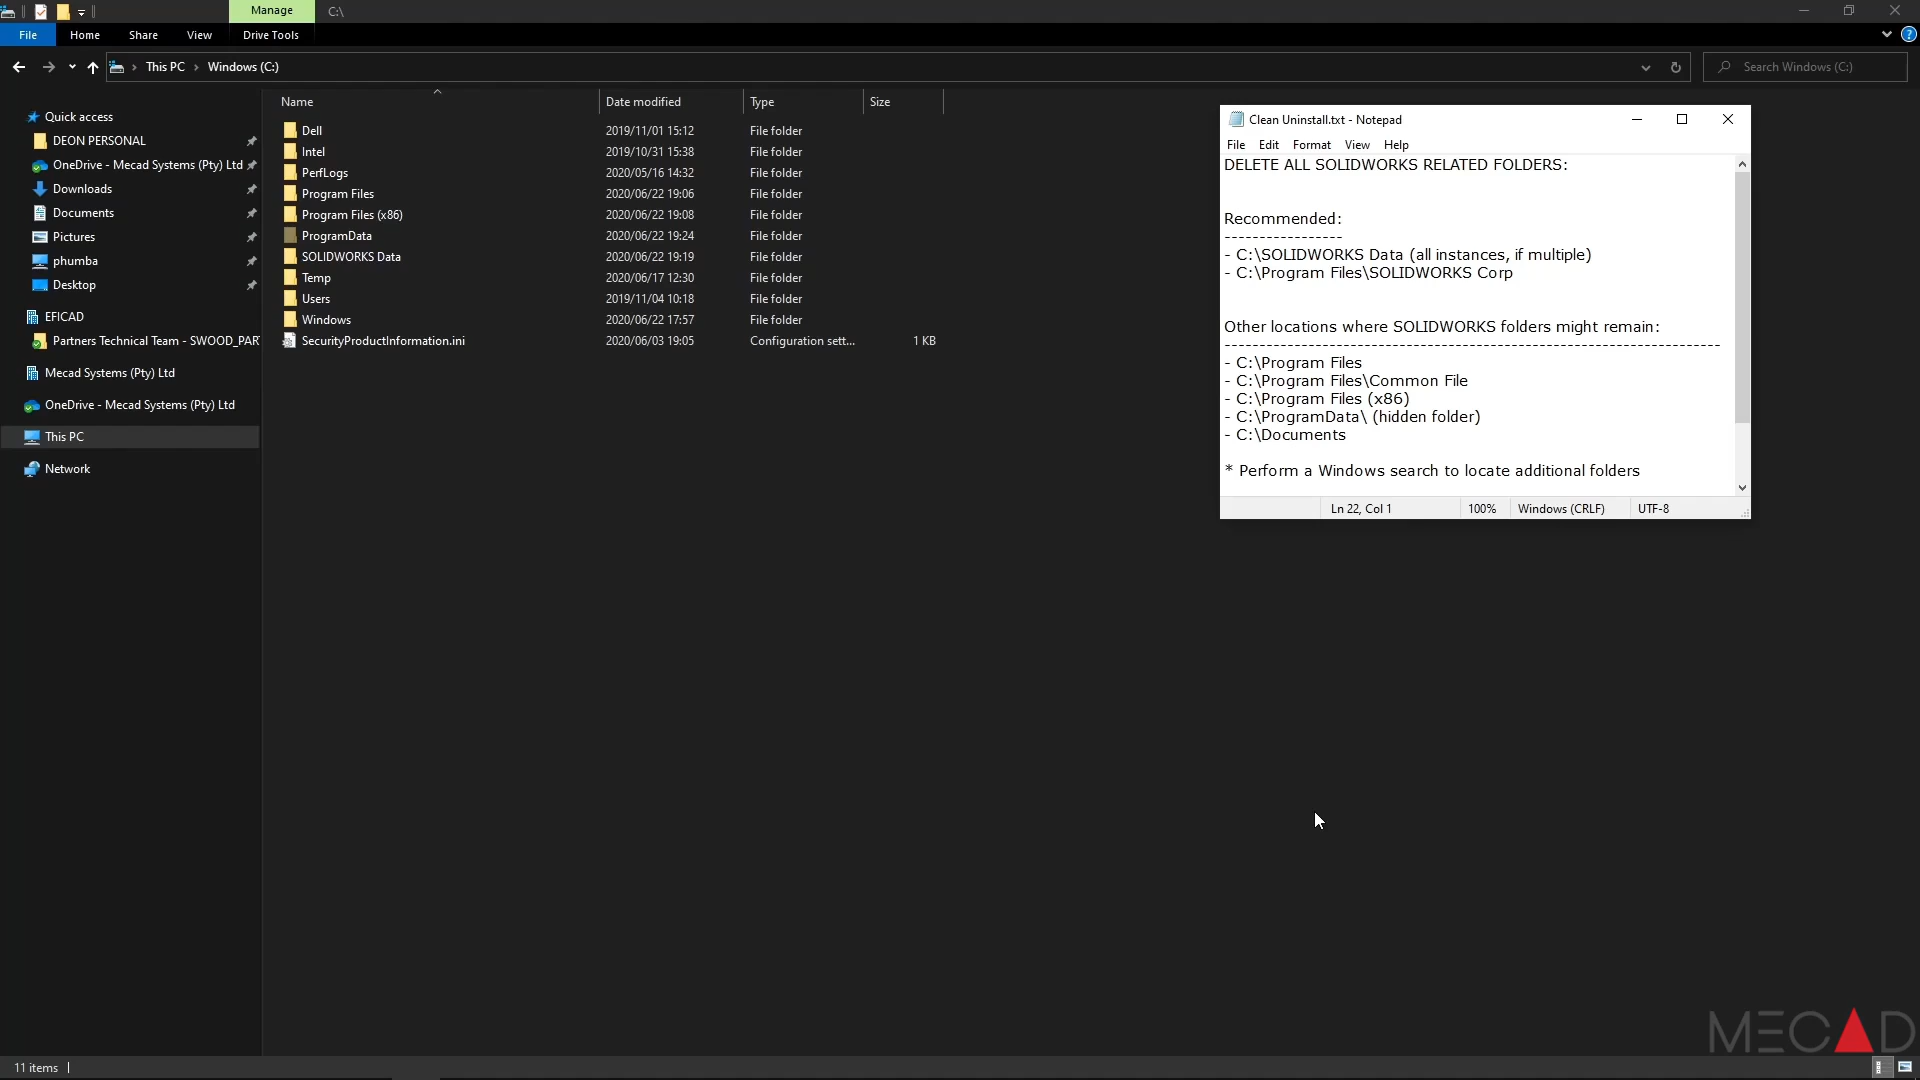 Manage
C:\
File
Home
Share
View
Drive Tools
This PC
Windows (C:)
Search Windows (C:)
Quick access
DEON PERSONAL
OneDrive - Mecad Systems (Pty) Ltd
Downloads
Documents
Pictures
phumba
Desktop
EFICAD
Partners Technical Team - SWOOD_PAR
Mecad Systems (Pty) Ltd
OneDrive - Mecad Systems (Pty) Ltd
This PC
Network
Name Date modified Type Size
Dell 2019/11/01 15:12 File folder
Intel 2019/10/31 15:38 File folder
PerfLogs 2020/05/16 14:32 File folder
Program Files 2020/06/22 19:06 File folder
Program Files (x86) 2020/06/22 19:08 File folder
ProgramData 2020/06/22 19:24 File folder
SOLIDWORKS Data 2020/06/22 19:19 File folder
Temp 2020/06/17 12:30 File folder
Users 2019/11/04 10:18 File folder
Windows 2020/06/22 17:57 File folder
SecurityProductInformation.ini 2020/06/03 19:05 Configuration sett... 1 KB
Clean Uninstall.txt - Notepad
File Edit Format View Help
DELETE ALL SOLIDWORKS RELATED FOLDERS:
Recommended:
-----------------
- C:\SOLIDWORKS Data (all instances, if multiple)
- C:\Program Files\SOLIDWORKS Corp
Other locations where SOLIDWORKS folders might remain:
-----------------------------------------------------------------------
- C:\Program Files
- C:\Program Files\Common File
- C:\Program Files (x86)
- C:\ProgramData\ (hidden folder)
- C:\Documents
* Perform a Windows search to locate additional folders
Ln 22, Col 1 100% Windows (CRLF) UTF-8
MECAD
11 items